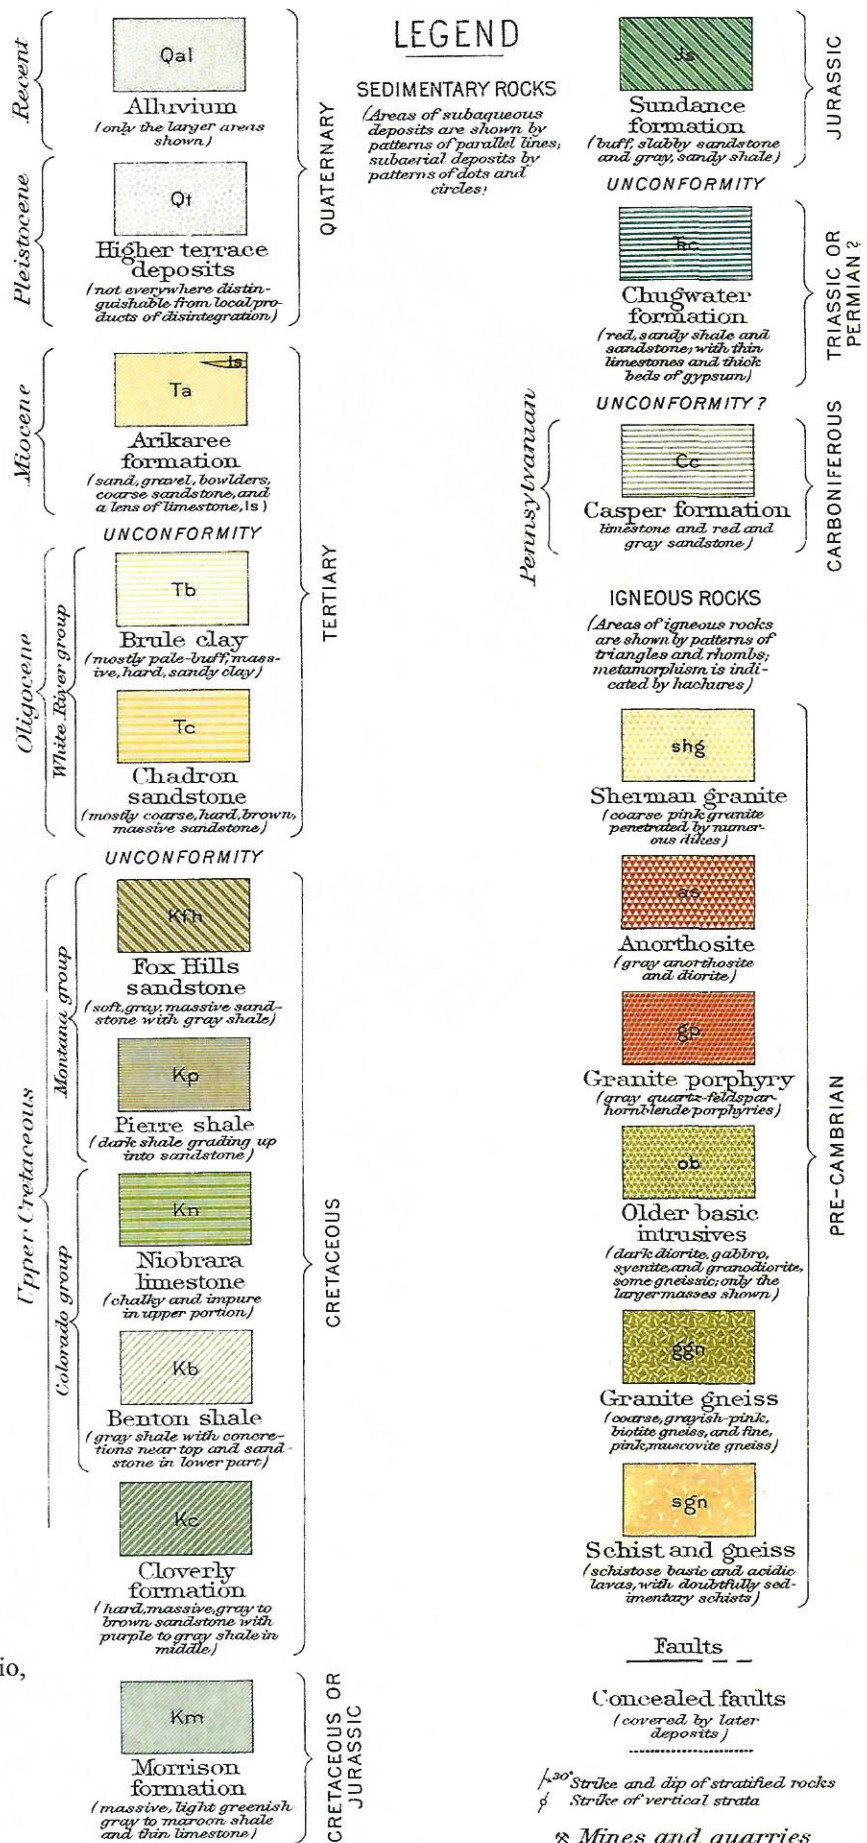 Recent
Qal
Alluvium
(only the larger areas
shown)
Pleistocene
Qt
Higher terrace
deposits
(not everywhere distin-
guishable from local pro-
ducts of disintegration)
QUATERNARY
Miocene
ls
Ta
Arikaree
formation
(sand, gravel, bowlders,
coarse sandstone, and
a lens of limestone, ls)
UNCONFORMITY
Oligocene
White River group
Tb
Brule clay
(mostly pale-buff, mass-
ive, hard, sandy clay)
Tc
Chadron
sandstone
(mostly coarse, hard, brown,
massive sandstone)
TERTIARY
UNCONFORMITY
Upper Cretaceous
Montana group
Kfh
Fox Hills
sandstone
(soft, gray, massive sand-
stone with gray shale)
Kp
Pierre shale
(dark shale grading up
into sandstone)
Colorado group
Kn
Niobrara
limestone
(chalky and impure
in upper portion)
Kb
Benton shale
(gray shale with concre-
tions near top and sand-
stone in lower part)
Kc
Cloverly
formation
(hard, massive, gray to
brown sandstone with
purple to gray shale in
middle)
CRETACEOUS
io,
Km
Morrison
formation
(massive, light greenish
gray to maroon shale
and thin limestone)
CRETACEOUS OR
JURASSIC
LEGEND
SEDIMENTARY ROCKS
(Areas of subaqueous
deposits are shown by
patterns of parallel lines;
subaerial deposits by
patterns of dots and
circles)
Js
Sundance
formation
(buff, slabby sandstone
and gray, sandy shale)
JURASSIC
UNCONFORMITY
Ꞧc
Chugwater
formation
(red, sandy shale and
sandstone; with thin
limestones and thick
beds of gypsum)
TRIASSIC OR
PERMIAN ?
UNCONFORMITY ?
Pennsylvanian
Cc
Casper formation
limestone and red and
gray sandstone)
CARBONIFEROUS
IGNEOUS ROCKS
(Areas of igneous rocks
are shown by patterns of
triangles and rhombs;
metamorphism is indi-
cated by hachures)
shg
Sherman granite
(coarse pink granite
penetrated by numer-
ous dikes)
as
Anorthosite
(gray anorthosite
and diorite)
gp
Granite porphyry
(gray quartz-feldspar
hornblende porphyries)
ob
Older basic
intrusives
(dark diorite, gabbro,
syenite, and granodiorite,
some gneissic; only the
larger masses shown)
ggn
Granite gneiss
(coarse, grayish-pink,
biotite gneiss, and fine,
pink, muscovite gneiss)
sgn
Schist and gneiss
(schistose basic and acidic
lavas, with doubtfully sed-
imentary schists)
PRE-CAMBRIAN
Faults
Concealed faults
(covered by later
deposits)
30° Strike and dip of stratified rocks
Strike of vertical strata
Mines and quarries